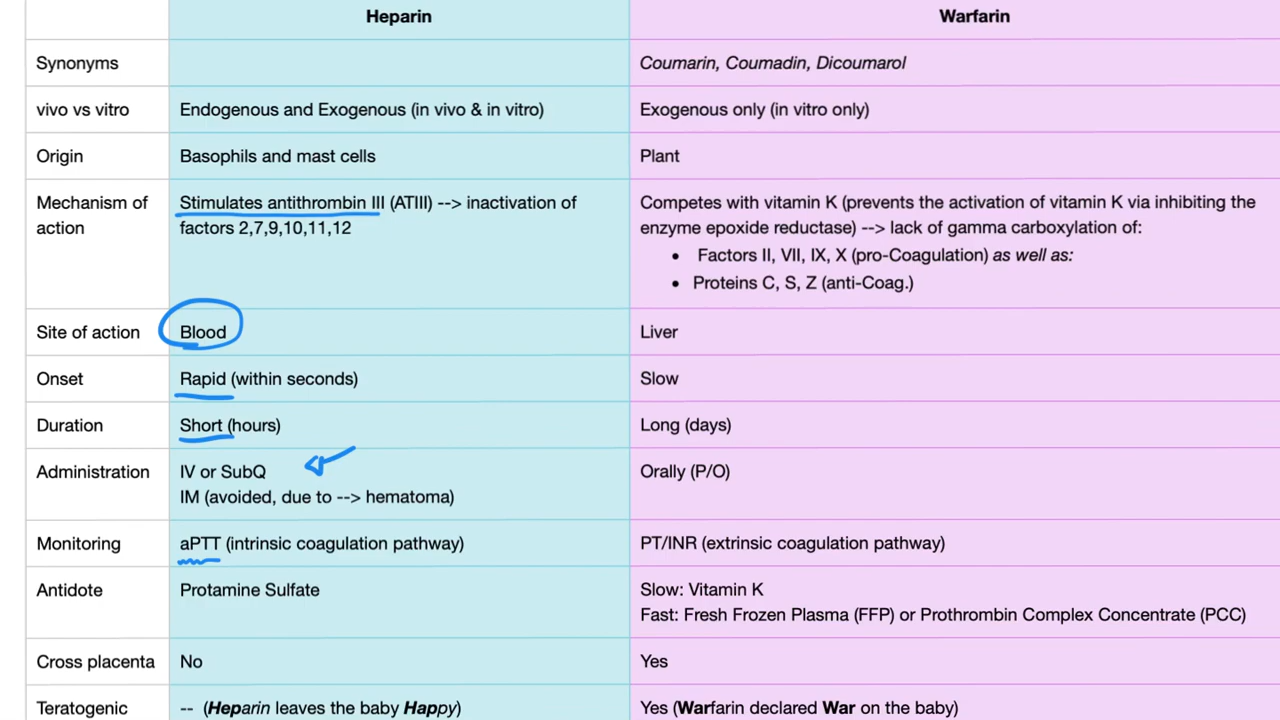 Heparin Warfarin
Synonyms Coumarin, Coumadin, Dicoumarol
vivo vs vitro Endogenous and Exogenous (in vivo & in vitro) Exogenous only (in vitro only)
Origin Basophils and mast cells Plant
Mechanism of action Stimulates antithrombin III (ATIII) --> inactivation of
factors 2,7,9,10,11,12
Competes with vitamin K (prevents the activation of vitamin K via inhibiting the
enzyme epoxide reductase) --> lack of gamma carboxylation of:
• Factors II, VII, IX, X (pro-Coagulation) as well as:
• Proteins C, S, Z (anti-Coag.)
Site of action Blood Liver
Onset Rapid (within seconds) Slow
Duration Short (hours) Long (days)
Administration IV or SubQ
IM (avoided, due to --> hematoma)
Orally (P/O)
Monitoring aPTT (intrinsic coagulation pathway) PT/INR (extrinsic coagulation pathway)
Antidote Protamine Sulfate
Slow: Vitamin K
Fast: Fresh Frozen Plasma (FFP) or Prothrombin Complex Concentrate (PCC)
Cross placenta No Yes
Teratogenic -- (Heparin leaves the baby Happy) Yes (Warfarin declared War on the baby)